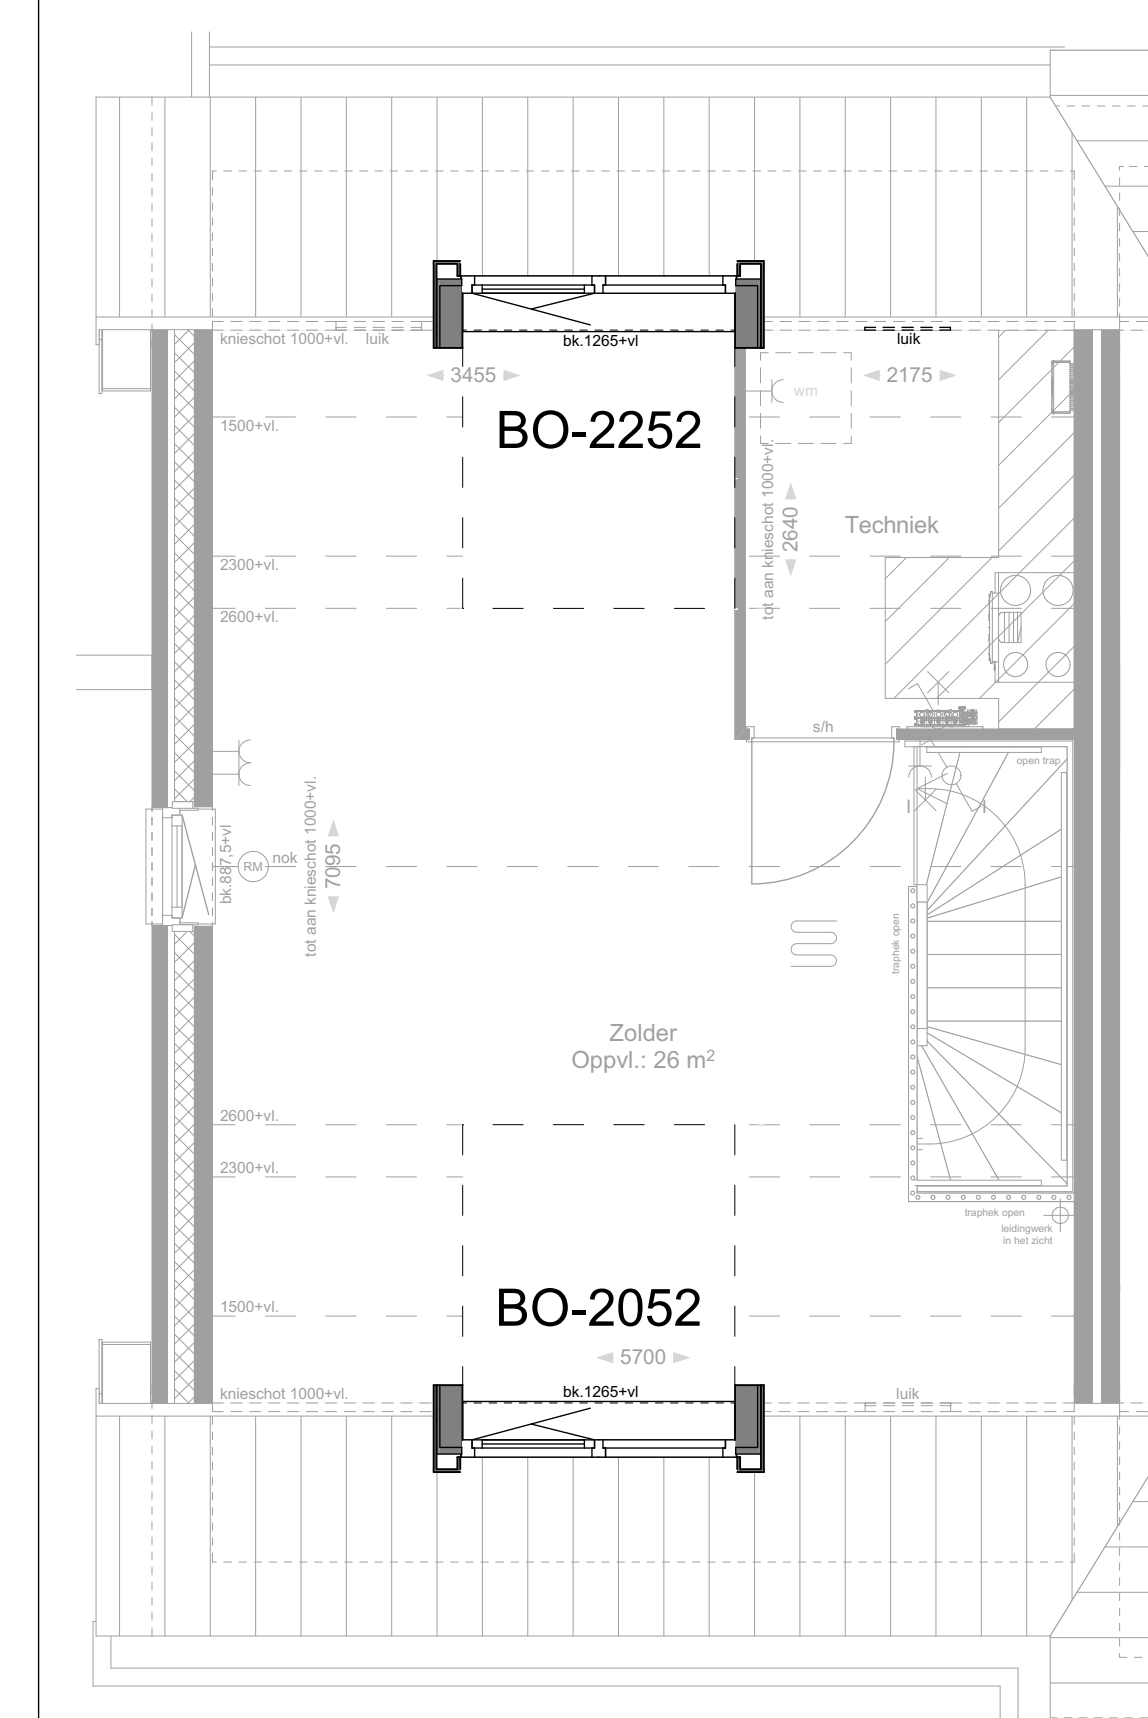 knieschot 1000+vl.
luik
bk.1265+vl
luik
3455
2175
wm
BO-2252
1500+vl.
tot aan knieschot 1000+vl.
2640
Techniek
2300+vl.
2600+vl.
s/h
open trap
bk.887,5+vl
RM
nok
tot aan knieschot 1000+vl.
7095
traphek open
Zolder
Oppvl.: 26 m²
2600+vl.
2300+vl.
traphek open
leidingwerk
in het zicht
1500+vl.
BO-2052
5700
knieschot 1000+vl.
bk.1265+vl
luik